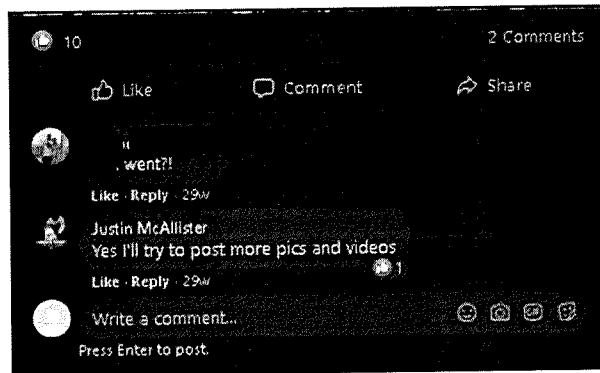 10 2 Comments
Like Comment Share
went?!
Like · Reply · 29w
Justin McAllister
Yes I'll try to post more pics and videos
1
Like · Reply · 29w
Write a comment...
GIF
Press Enter to post.